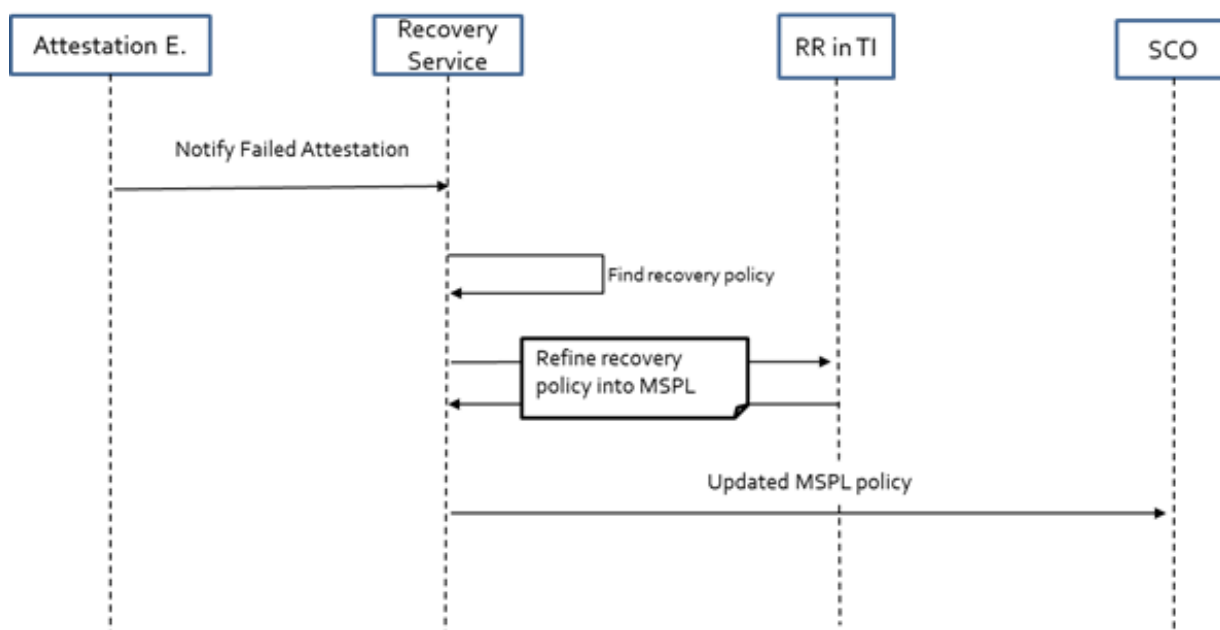 Attestation E.
Recovery
Service
RR in TI
SCO
Notify Failed Attestation
Find recovery policy
Refine recovery
policy into MSPL
Updated MSPL policy